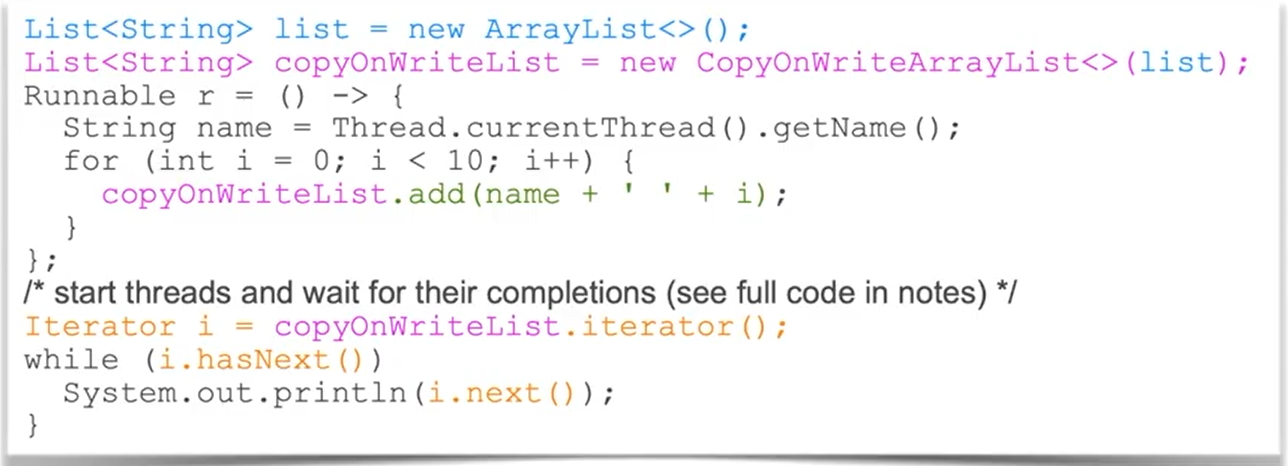 List<String> list = new ArrayList<>();
List<String> copyOnWriteList = new CopyOnWriteArrayList<>(list);
Runnable r = () -> {
  String name = Thread.currentThread().getName();
  for (int i = 0; i < 10; i++) {
    copyOnWriteList.add(name + ' ' + i);
  }
};
/* start threads and wait for their completions (see full code in notes) */
Iterator i = copyOnWriteList.iterator();
while (i.hasNext())
  System.out.println(i.next());
}